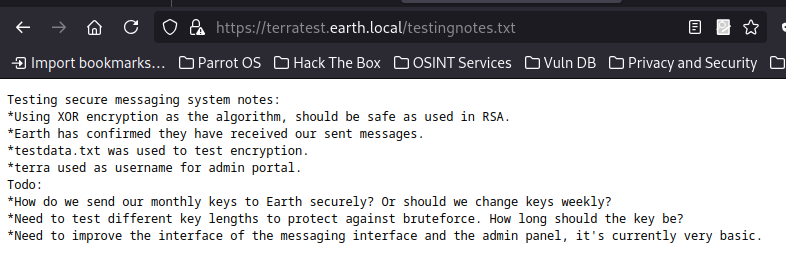 https://terratest.earth.local/testingnotes.txt
Import bookmarks... Parrot OS Hack The Box OSINT Services Vuln DB Privacy and Security
Testing secure messaging system notes:
*Using XOR encryption as the algorithm, should be safe as used in RSA.
*Earth has confirmed they have received our sent messages.
*testdata.txt was used to test encryption.
*terra used as username for admin portal.
Todo:
*How do we send our monthly keys to Earth securely? Or should we change keys weekly?
*Need to test different key lengths to protect against bruteforce. How long should the key be?
*Need to improve the interface of the messaging interface and the admin panel, it's currently very basic.